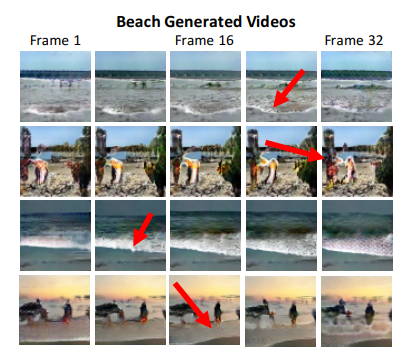 Beach Generated Videos
Frame 1 Frame 16 Frame 32